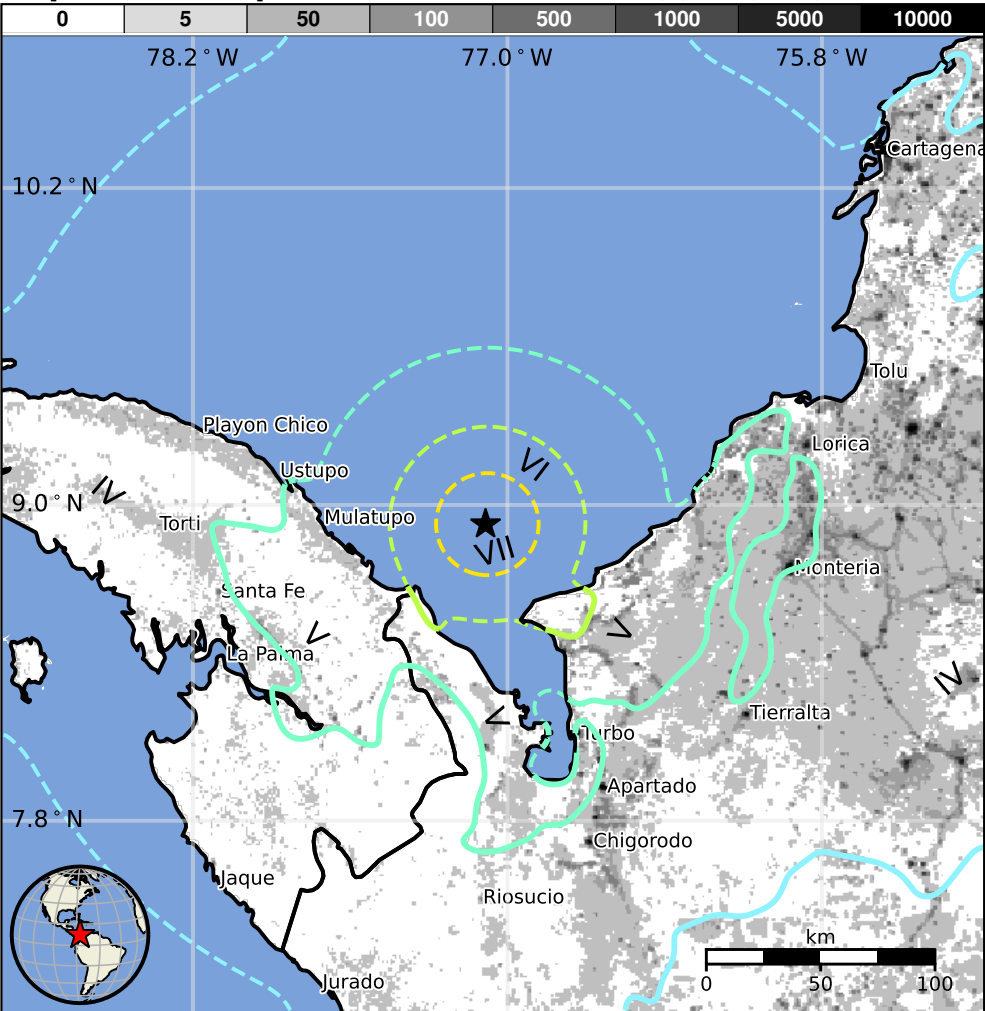 0 5 50 100 500 1000 5000 10000
78.2°W 77.0°W 75.8°W
Cartagena
10.2°N
Tolu
Playon Chico
Lorica
Ustupo
VI
IV
9.0°N
Torti
Mulatupo
VII
Monteria
Santa Fe
V
V
La Palma
IV
V
Tierralta
Turbo
Apartado
7.8°N
Chigorodo
Jaque
Riosucio
km
Jurado
0 50 100